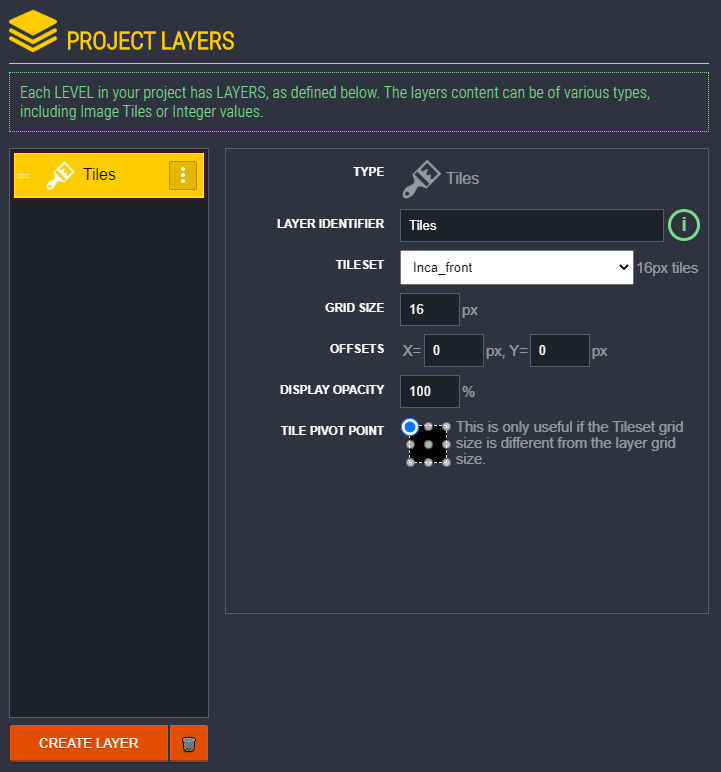 PROJECT LAYERS
Each LEVEL in your project has LAYERS, as defined below. The layers content can be of various types,
including Image Tiles or Integer values.
Tiles
TYPE Tiles
LAYER IDENTIFIER Tiles i
TILESET Inca_front 16px tiles
GRID SIZE 16 px
OFFSETS X= 0 px, Y= 0 px
DISPLAY OPACITY 100 %
TILE PIVOT POINT This is only useful if the Tileset grid
size is different from the layer grid
size.
CREATE LAYER